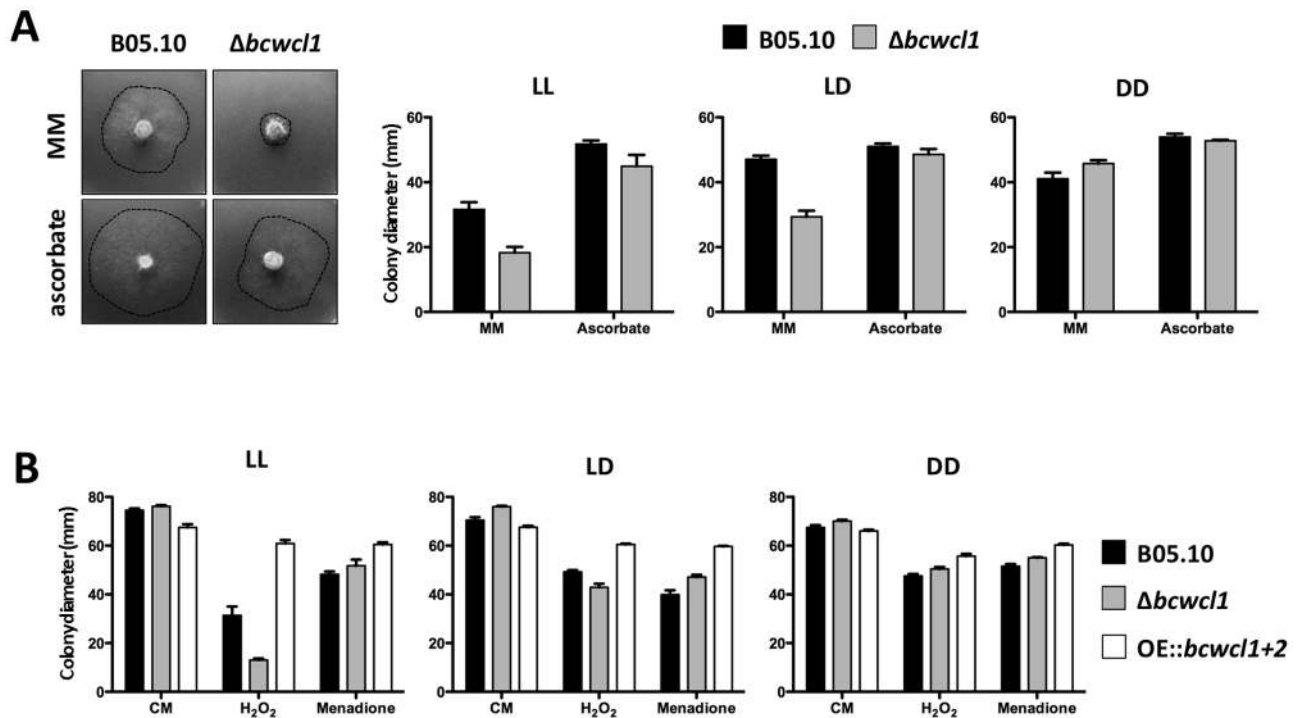 A
B05.10 Δbcwcl1
MM
ascorbate
B05.10 Δbcwcl1
LL
LD
DD
Colony diameter (mm)
60
40
20
0
MM Ascorbate
60
40
20
0
MM Ascorbate
60
40
20
0
MM Ascorbate
B
LL
LD
DD
Colony diameter (mm)
80
60
40
20
0
CM H₂O₂ Menadione
80
60
40
20
0
CM H₂O₂ Menadione
80
60
40
20
0
CM H₂O₂ Menadione
B05.10
Δbcwcl1
OE::bcwcl1+2